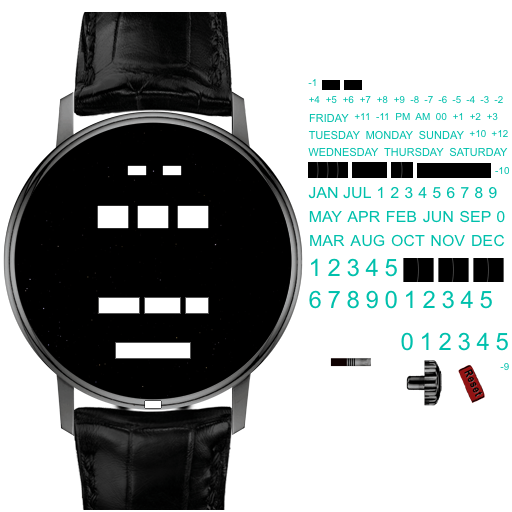 -1
+4 +5 +6 +7 +8 +9 -8 -7 -6 -5 -4 -3 -2
FRIDAY +11 -11 PM AM 00 +1 +2 +3
TUESDAY MONDAY SUNDAY +10 +12
WEDNESDAY THURSDAY SATURDAY
-10
JAN JUL 1 2 3 4 5 6 7 8 9
MAY APR FEB JUN SEP 0
MAR AUG OCT NOV DEC
1 2 3 4 5
6 7 8 9 0 1 2 3 4 5
0 1 2 3 4 5
-9
Reset